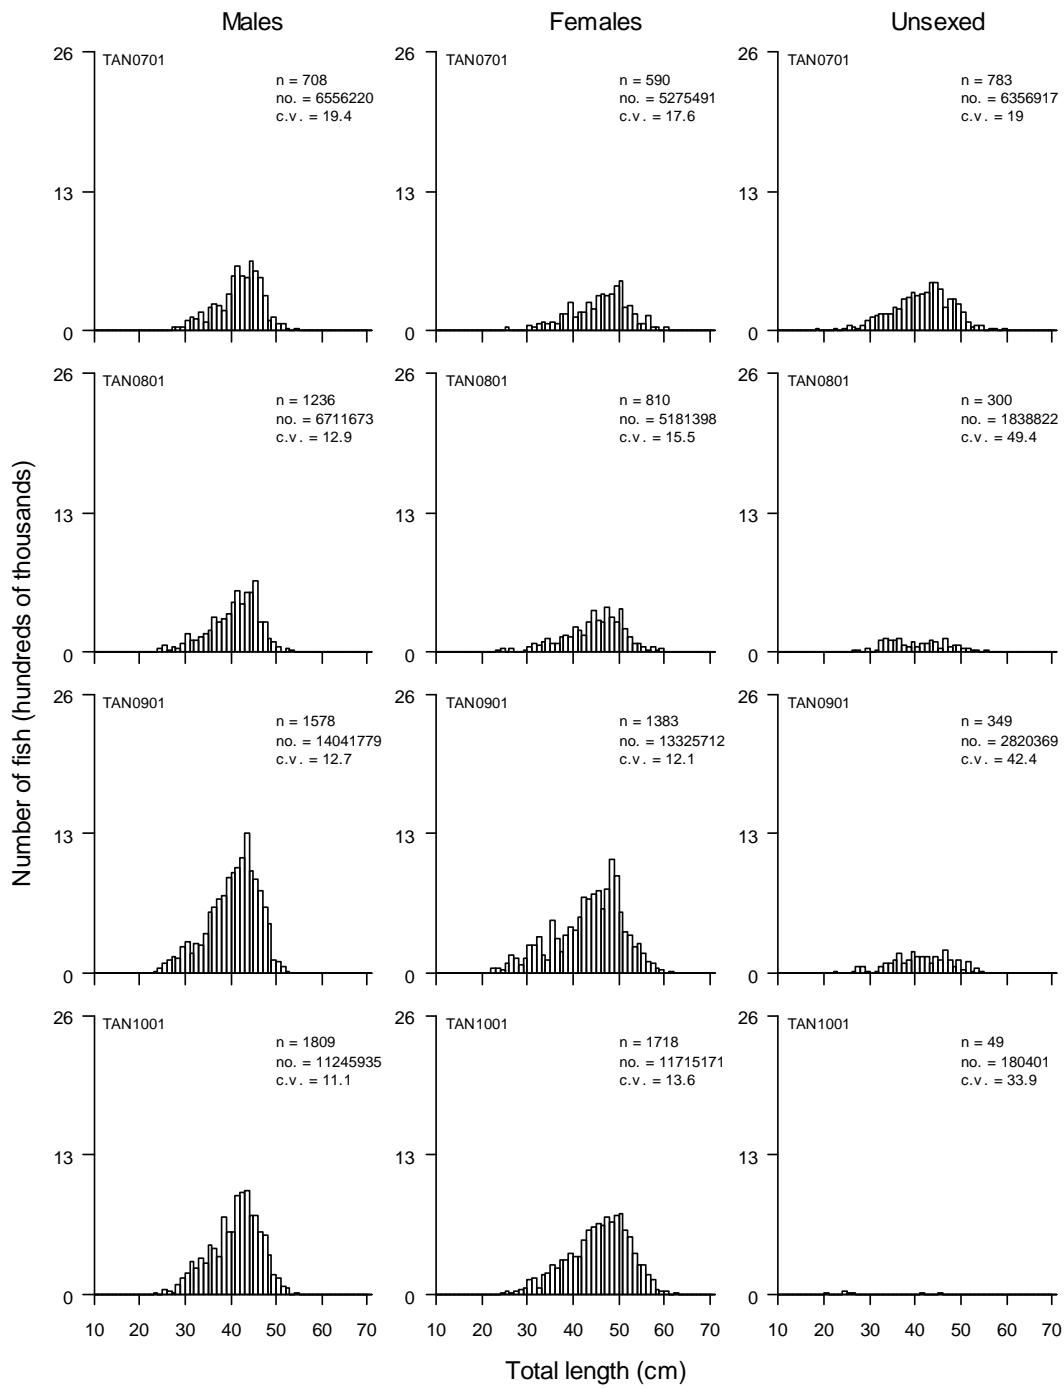 Males Females Unsexed
26 TAN0701 26 TAN0701 26 TAN0701
n = 708 n = 590 n = 783
no. = 6556220 no. = 5275491 no. = 6356917
c.v. = 19.4 c.v. = 17.6 c.v. = 19
13 13 13
0 0 0
26 TAN0801 26 TAN0801 26 TAN0801
n = 1236 n = 810 n = 300
no. = 6711673 no. = 5181398 no. = 1838822
c.v. = 12.9 c.v. = 15.5 c.v. = 49.4
13 13 13
0 0 0
Number of fish (hundreds of thousands)
26 TAN0901 26 TAN0901 26 TAN0901
n = 1578 n = 1383 n = 349
no. = 14041779 no. = 13325712 no. = 2820369
c.v. = 12.7 c.v. = 12.1 c.v. = 42.4
13 13 13
0 0 0
26 TAN1001 26 TAN1001 26 TAN1001
n = 1809 n = 1718 n = 49
no. = 11245935 no. = 11715171 no. = 180401
c.v. = 11.1 c.v. = 13.6 c.v. = 33.9
13 13 13
0 0 0
10 20 30 40 50 60 70 10 20 30 40 50 60 70 10 20 30 40 50 60 70
Total length (cm)